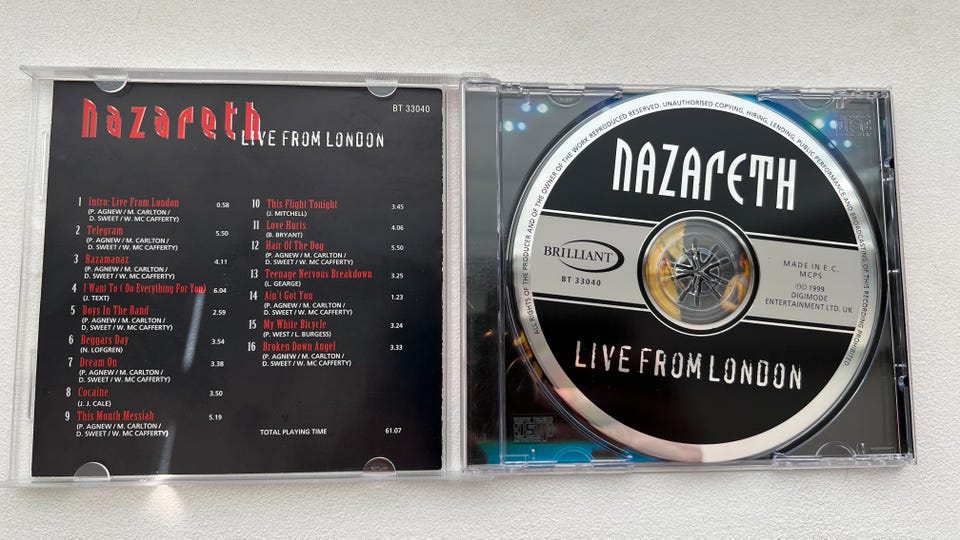 BT 33040
nazareth
LIVE FROM LONDON
1 Intro: Live From London 0.58
(P. AGNEW / M. CARLTON /
D. SWEET / W. MC CAFFERTY)
2 Telegram 5.50
(P. AGNEW / M. CARLTON /
D. SWEET / W. MC CAFFERTY)
3 Razamanaz 4.11
(P. AGNEW / M. CARLTON /
D. SWEET / W. MC CAFFERTY)
4 I Want To ( Do Everything For You) 6.04
(J. TEXT)
5 Boys In The Band 2.59
(P. AGNEW / M. CARLTON /
D. SWEET / W. MC CAFFERTY)
6 Beggars Day 3.54
(N. LOFGREN)
7 Dream On 3.38
(P. AGNEW / M. CARLTON /
D. SWEET / W. MC CAFFERTY)
8 Cocaine 3.50
(J. J. CALE)
9 This Month Messiah 5.19
(P. AGNEW / M. CARLTON /
D. SWEET / W. MC CAFFERTY)
10 This Flight Tonight 3.45
(J. MITCHELL)
11 Love Hurts 4.06
(B. BRYANT)
12 Hair Of The Dog 5.50
(P. AGNEW / M. CARLTON /
D. SWEET / W. MC CAFFERTY)
13 Teenage Nervous Breakdown 3.25
(L. GEARGE)
14 Ain't Got You 1.23
(P. AGNEW / M. CARLTON /
D. SWEET / W. MC CAFFERTY)
15 My White Bicycle 3.24
(P. WEST / L. BURGESS)
16 Broken Down Angel 3.33
(P. AGNEW / M. CARLTON /
D. SWEET / W. MC CAFFERTY)
TOTAL PLAYING TIME 61.07
ALL RIGHTS OF THE PRODUCER AND OF THE OWNER OF THE WORK REPRODUCED RESERVED. UNAUTHORISED COPYING, HIRING, LENDING, PUBLIC PERFORMANCE AND BROADCASTING OF THIS RECORDING PROHIBITED
NAZARETH
BRILLIANT
BT 33040
MADE IN E.C.
MCPS
℗© 1999
DIGIMODE
ENTERTAINMENT LTD. UK
LIVE FROM LONDON